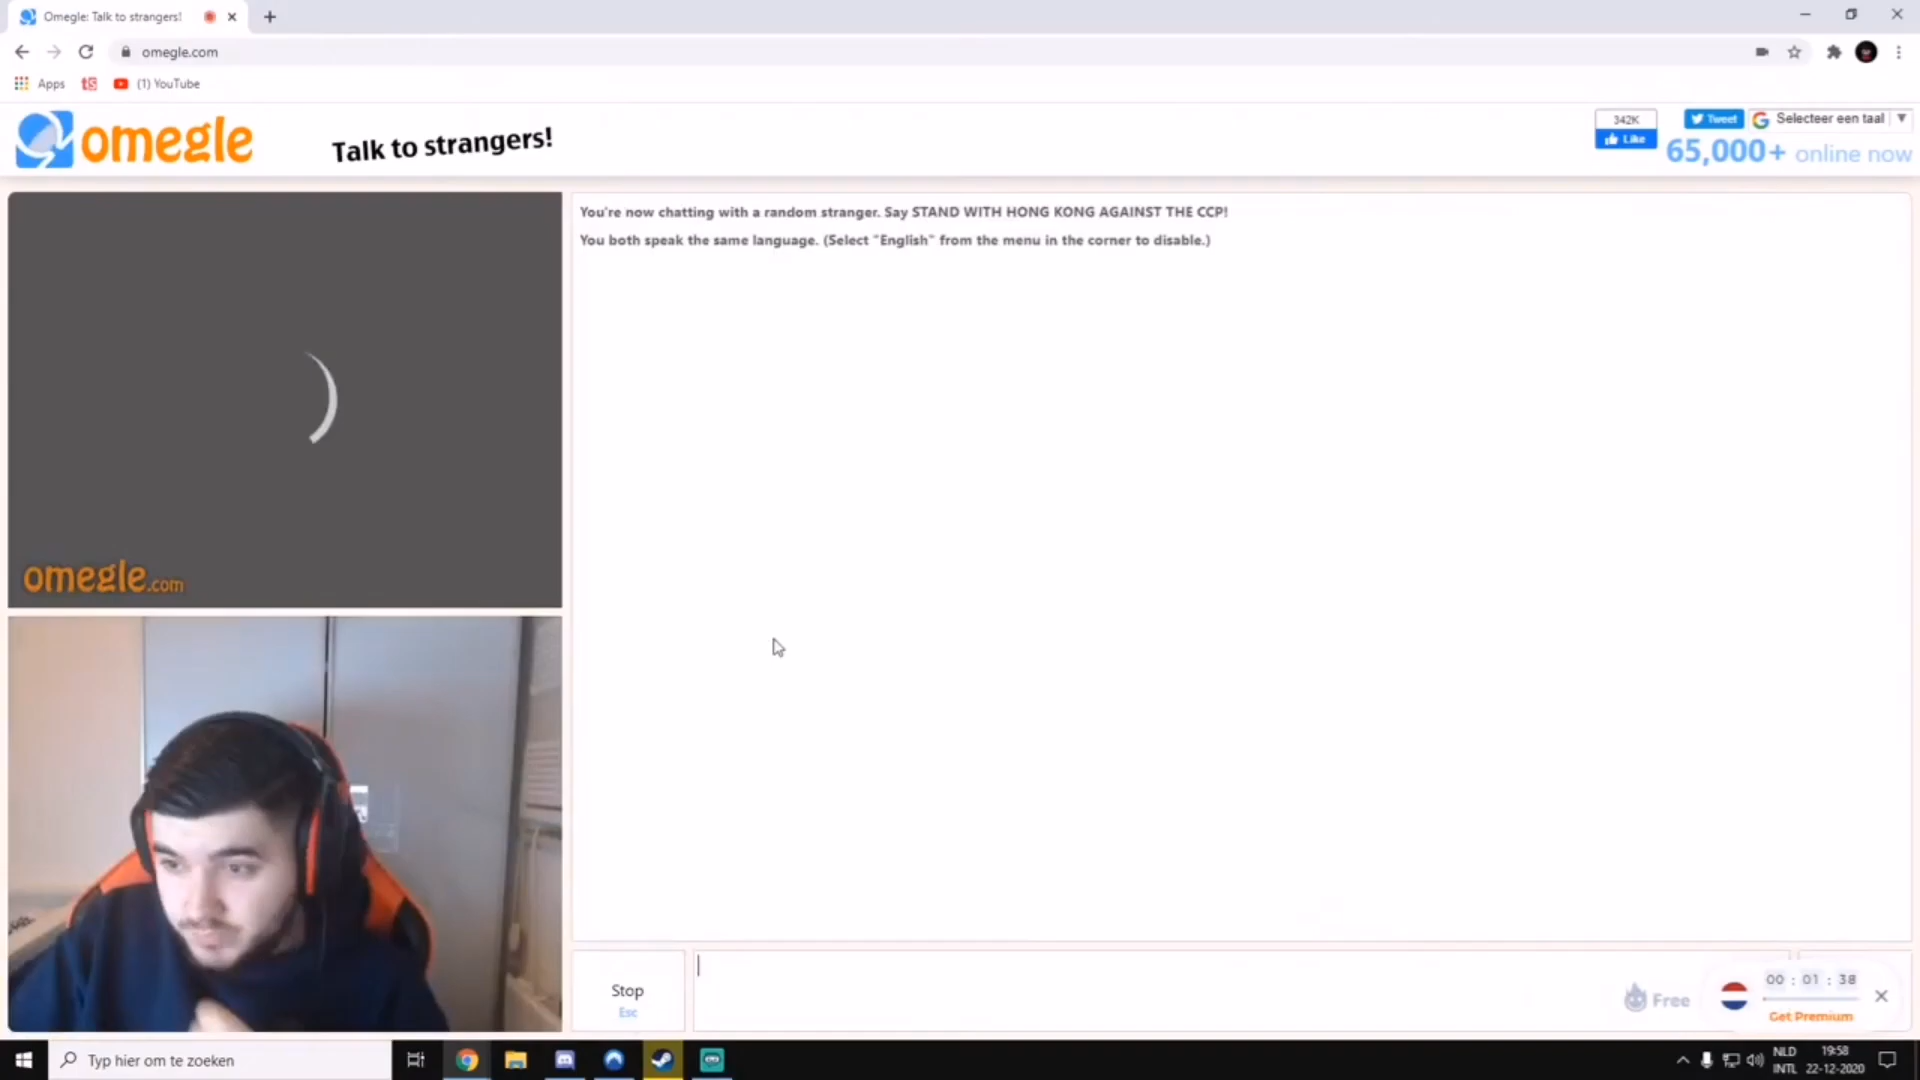 Omegle: Talk to strangers!
omegle.com
Apps
tS
(1) YouTube
omegle
Talk to strangers!
342K
Like
Tweet
G Selecteer een taal
65,000+ online now
You're now chatting with a random stranger. Say STAND WITH HONG KONG AGAINST THE CCP!
You both speak the same language. (Select "English" from the menu in the corner to disable.)
omegle.com
Stop
Esc
Free
00 : 01 : 38
Get Premium
Typ hier om te zoeken
NLD
INTL
19:58
22-12-2020